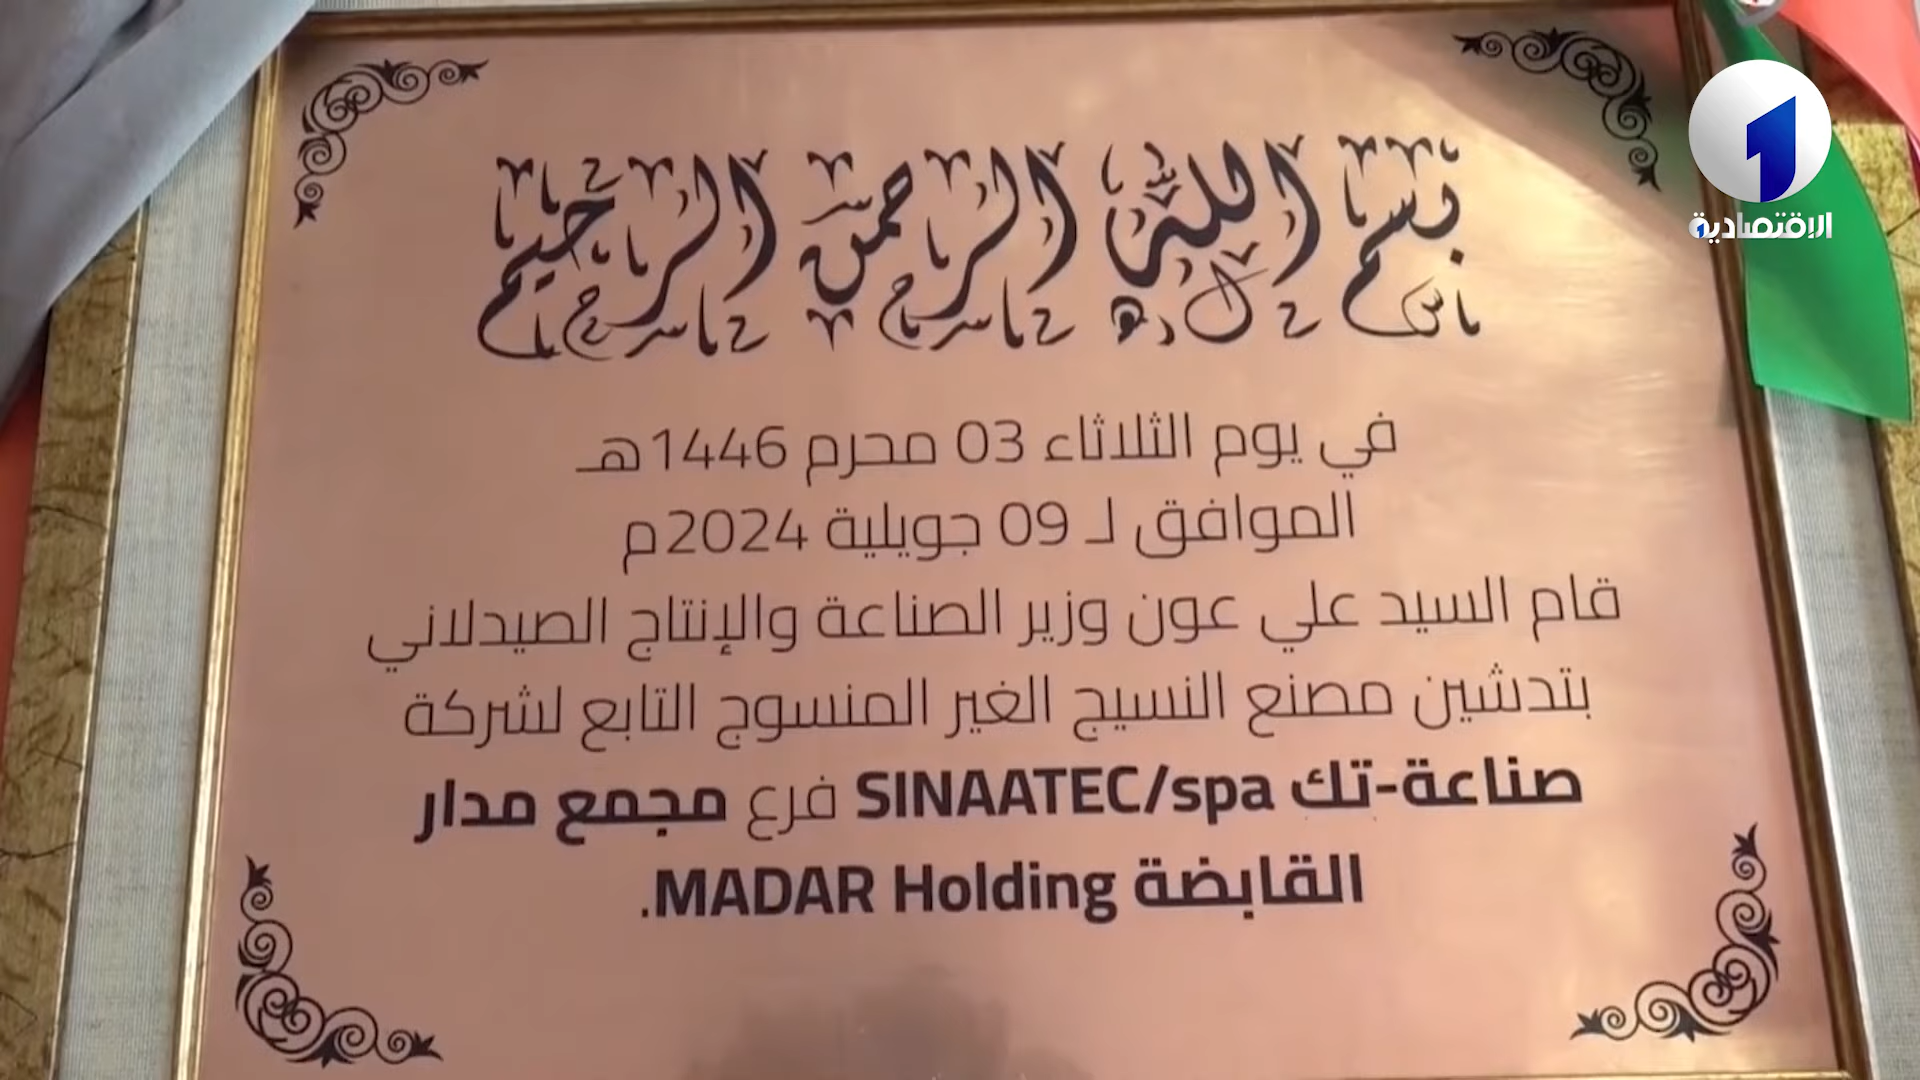 بسم الله الرحمن الرحيم
في يوم الثلاثاء 03 محرم 1446هـ
الموافق لـ 09 جويلية 2024م
قام السيد علي عون وزير الصناعة والإنتاج الصيدلاني
بتدشين مصنع النسيج الغير المنسوج التابع لشركة
صناعة-تك SINAATEC/spa فرع مجمع مدار
القابضة MADAR Holding.
1
الاقتصادية